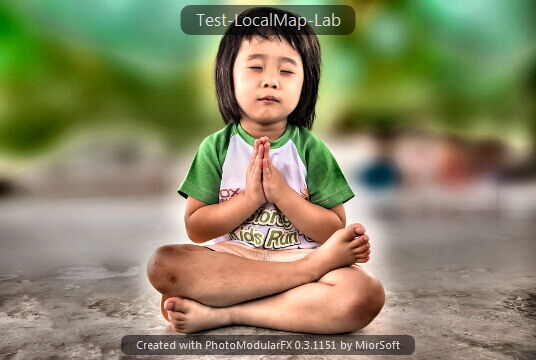 Test-LocalMap-Lab
Kids Run
Created with PhotoModularFX 0.3.1151 by MiorSoft